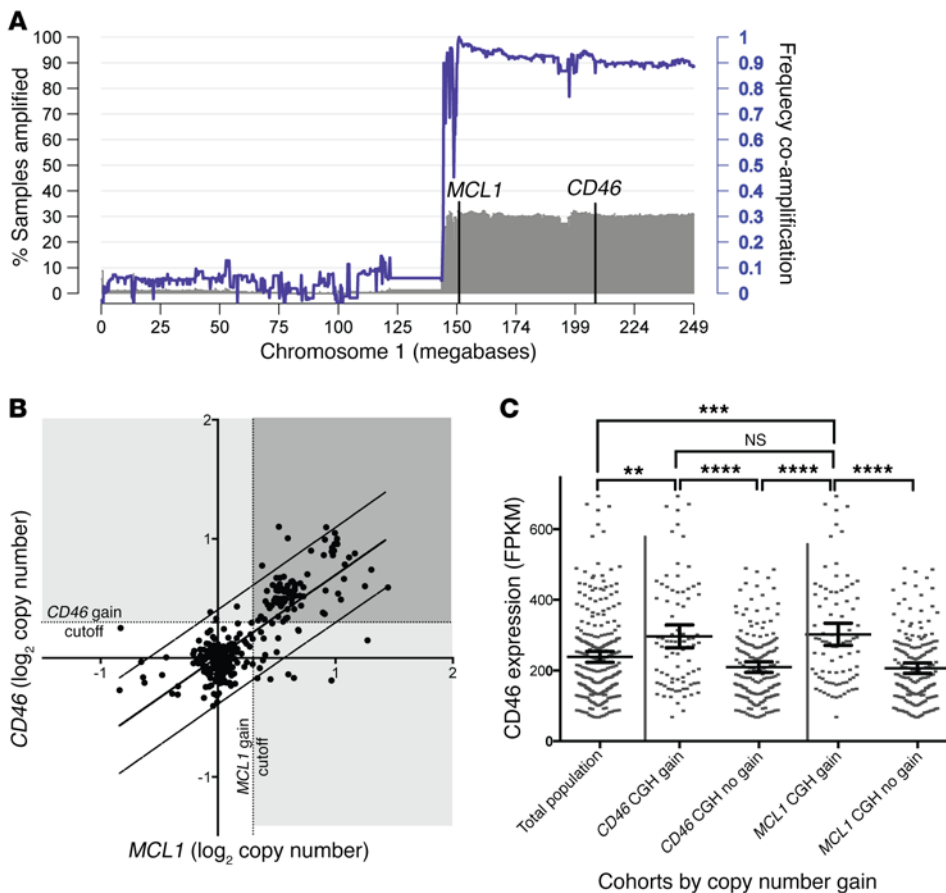 A
% Samples amplified
100
90
80
70
60
50
40
30
20
10
0
MCL1
CD46
1
0.9
0.8
0.7
0.6
0.5
0.4
0.3
0.2
0.1
0
Frequecy co-amplification
0 25 50 75 100 125 150 174 199 224 249
Chromosome 1 (megabases)
B
CD46 (log2 copy number)
2
1
CD46 gain
cutoff
-1 1 2
MCL1 gain
cutoff
-1
MCL1 (log2 copy number)
C
***
NS
** **** **** ****
CD46 expression (FPKM)
600
400
200
0
Total population
CD46 CGH gain
CD46 CGH no gain
MCL1 CGH gain
MCL1 CGH no gain
Cohorts by copy number gain